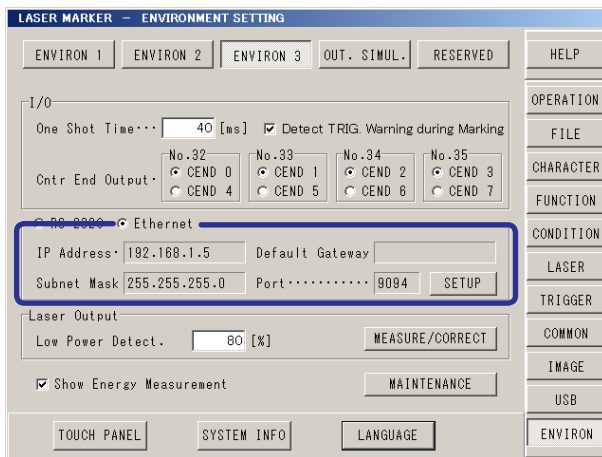 LASER MARKER － ENVIRONMENT SETTING
ENVIRON 1 ENVIRON 2 ENVIRON 3 OUT. SIMUL. RESERVED HELP
OPERATION
FILE
CHARACTER
FUNCTION
CONDITION
LASER
TRIGGER
COMMON
IMAGE
USB
ENVIRON
I/O
One Shot Time··· 40 [ms] Detect TRIG. Warning during Marking
No.32 No.33 No.34 No.35
Cntr End Output·
CEND 0 CEND 1 CEND 2 CEND 3
CEND 4 CEND 5 CEND 6 CEND 7
RS-232C Ethernet
IP Address· 192.168.1.5 Default Gateway
Subnet Mask 255.255.255.0 Port··········· 9094 SETUP
Laser Output
Low Power Detect. 80 [%] MEASURE/CORRECT
Show Energy Measurement MAINTENANCE
TOUCH PANEL SYSTEM INFO LANGUAGE